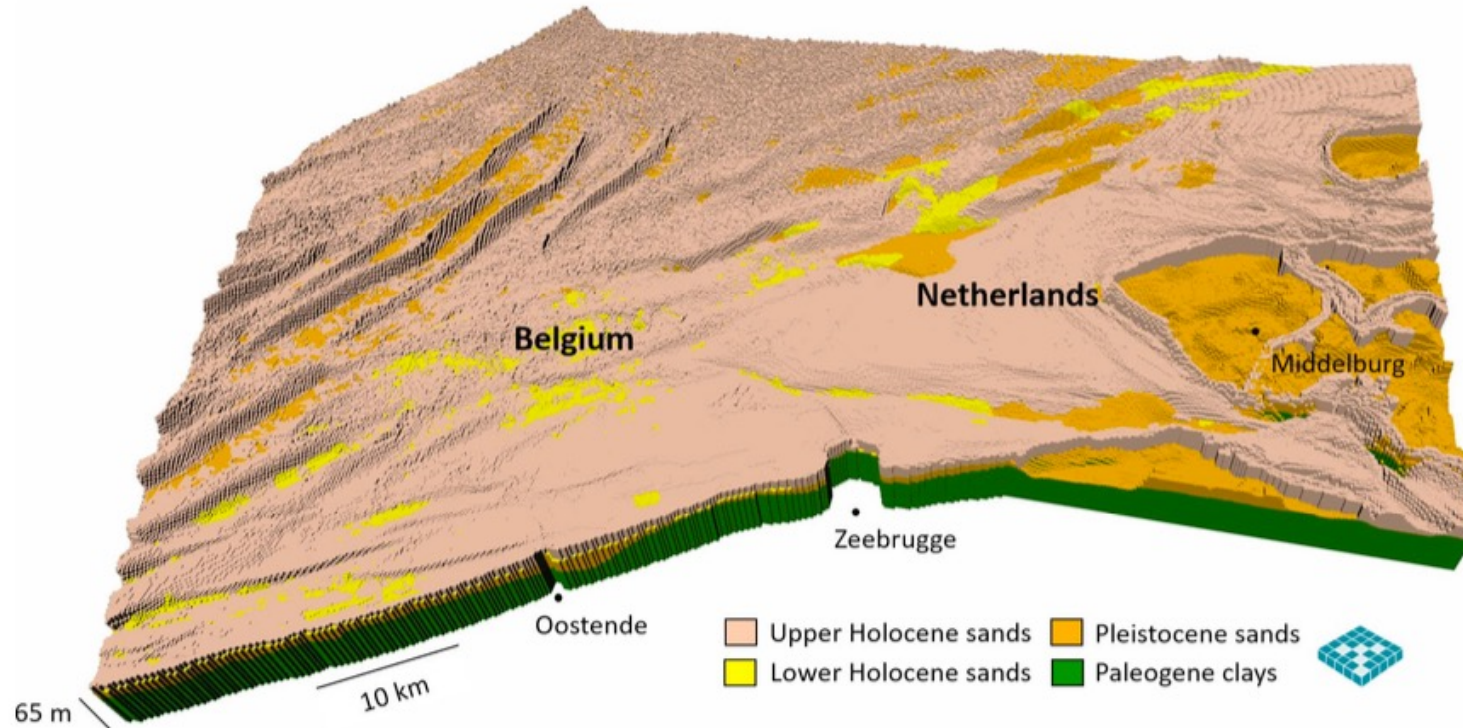 Netherlands
Belgium
Middelburg
Zeebrugge
Oostende
10 km
65 m
Upper Holocene sands
Pleistocene sands
Lower Holocene sands
Paleogene clays